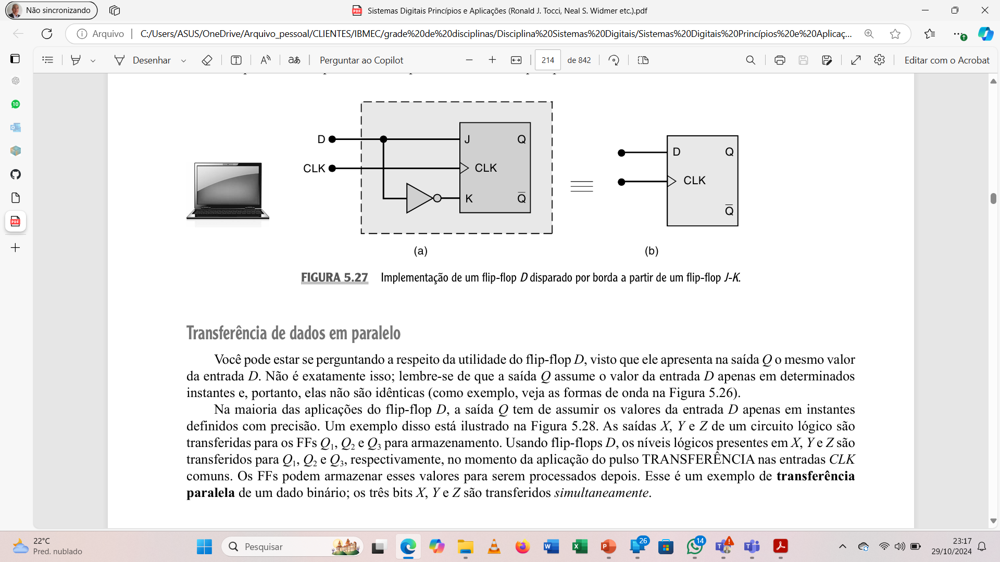 Não sincronizando
Sistemas Digitais Princípios e Aplicações (Ronald J. Tocci, Neal S. Widmer etc.).pdf
Arquivo
C:/Users/ASUS/OneDrive/Arquivo_pessoal/CLIENTES/IBMEC/grade%20de%20disciplinas/Disciplina%20Sistemas%20Digitais/Sistemas%20Digitais%20Princípios%20e%20Aplicaç...
Desenhar
aあ
Perguntar ao Copilot
214
de 842
Editar com o Acrobat
10
PDF
D
J
Q
CLK
CLK
K
Q̅
D
Q
CLK
Q̅
(a)
(b)
FIGURA 5.27 Implementação de um flip-flop D disparado por borda a partir de um flip-flop J-K.
Transferência de dados em paralelo
Você pode estar se perguntando a respeito da utilidade do flip-flop D, visto que ele apresenta na saída Q o mesmo valor
da entrada D. Não é exatamente isso; lembre-se de que a saída Q assume o valor da entrada D apenas em determinados
instantes e, portanto, elas não são idênticas (como exemplo, veja as formas de onda na Figura 5.26).
Na maioria das aplicações do flip-flop D, a saída Q tem de assumir os valores da entrada D apenas em instantes
definidos com precisão. Um exemplo disso está ilustrado na Figura 5.28. As saídas X, Y e Z de um circuito lógico são
transferidas para os FFs Q₁, Q₂ e Q₃ para armazenamento. Usando flip-flops D, os níveis lógicos presentes em X, Y e Z são
transferidos para Q₁, Q₂ e Q₃, respectivamente, no momento da aplicação do pulso TRANSFERÊNCIA nas entradas CLK
comuns. Os FFs podem armazenar esses valores para serem processados depois. Esse é um exemplo de transferência
paralela de um dado binário; os três bits X, Y e Z são transferidos simultaneamente.
22°C
Pred. nublado
Pesquisar
26
14
23:17
29/10/2024